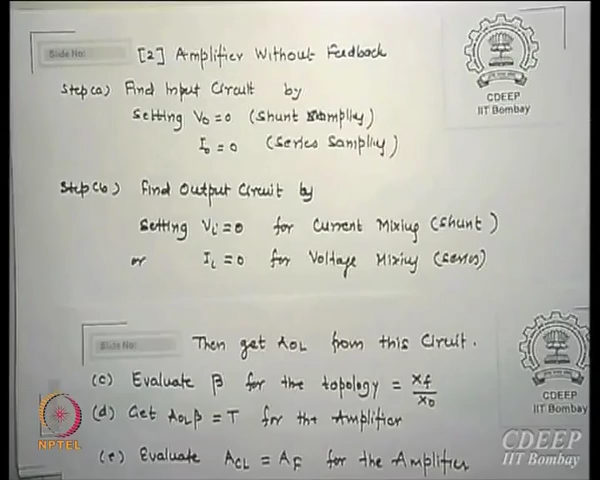 Slide No:
[2] Amplifier Without Feedback
Step(a) Find Input Circuit by
Setting Vo = 0 (Shunt Sampling)
Io = 0 (Series Sampling)
Step(b) Find Output Circuit by
Setting Vi = 0 for Current Mixing (Shunt)
or Ii = 0 for Voltage Mixing (Series)
CDEEP
IIT Bombay
Slide No:
Then get AOL from this Circuit.
(c) Evaluate β for the topology = Xf/Xo
(d) Get AOLβ = T for the Amplifier
(e) Evaluate ACL = AF for the Amplifier
CDEEP
IIT Bombay
NPTEL
CDEEP
IIT Bombay